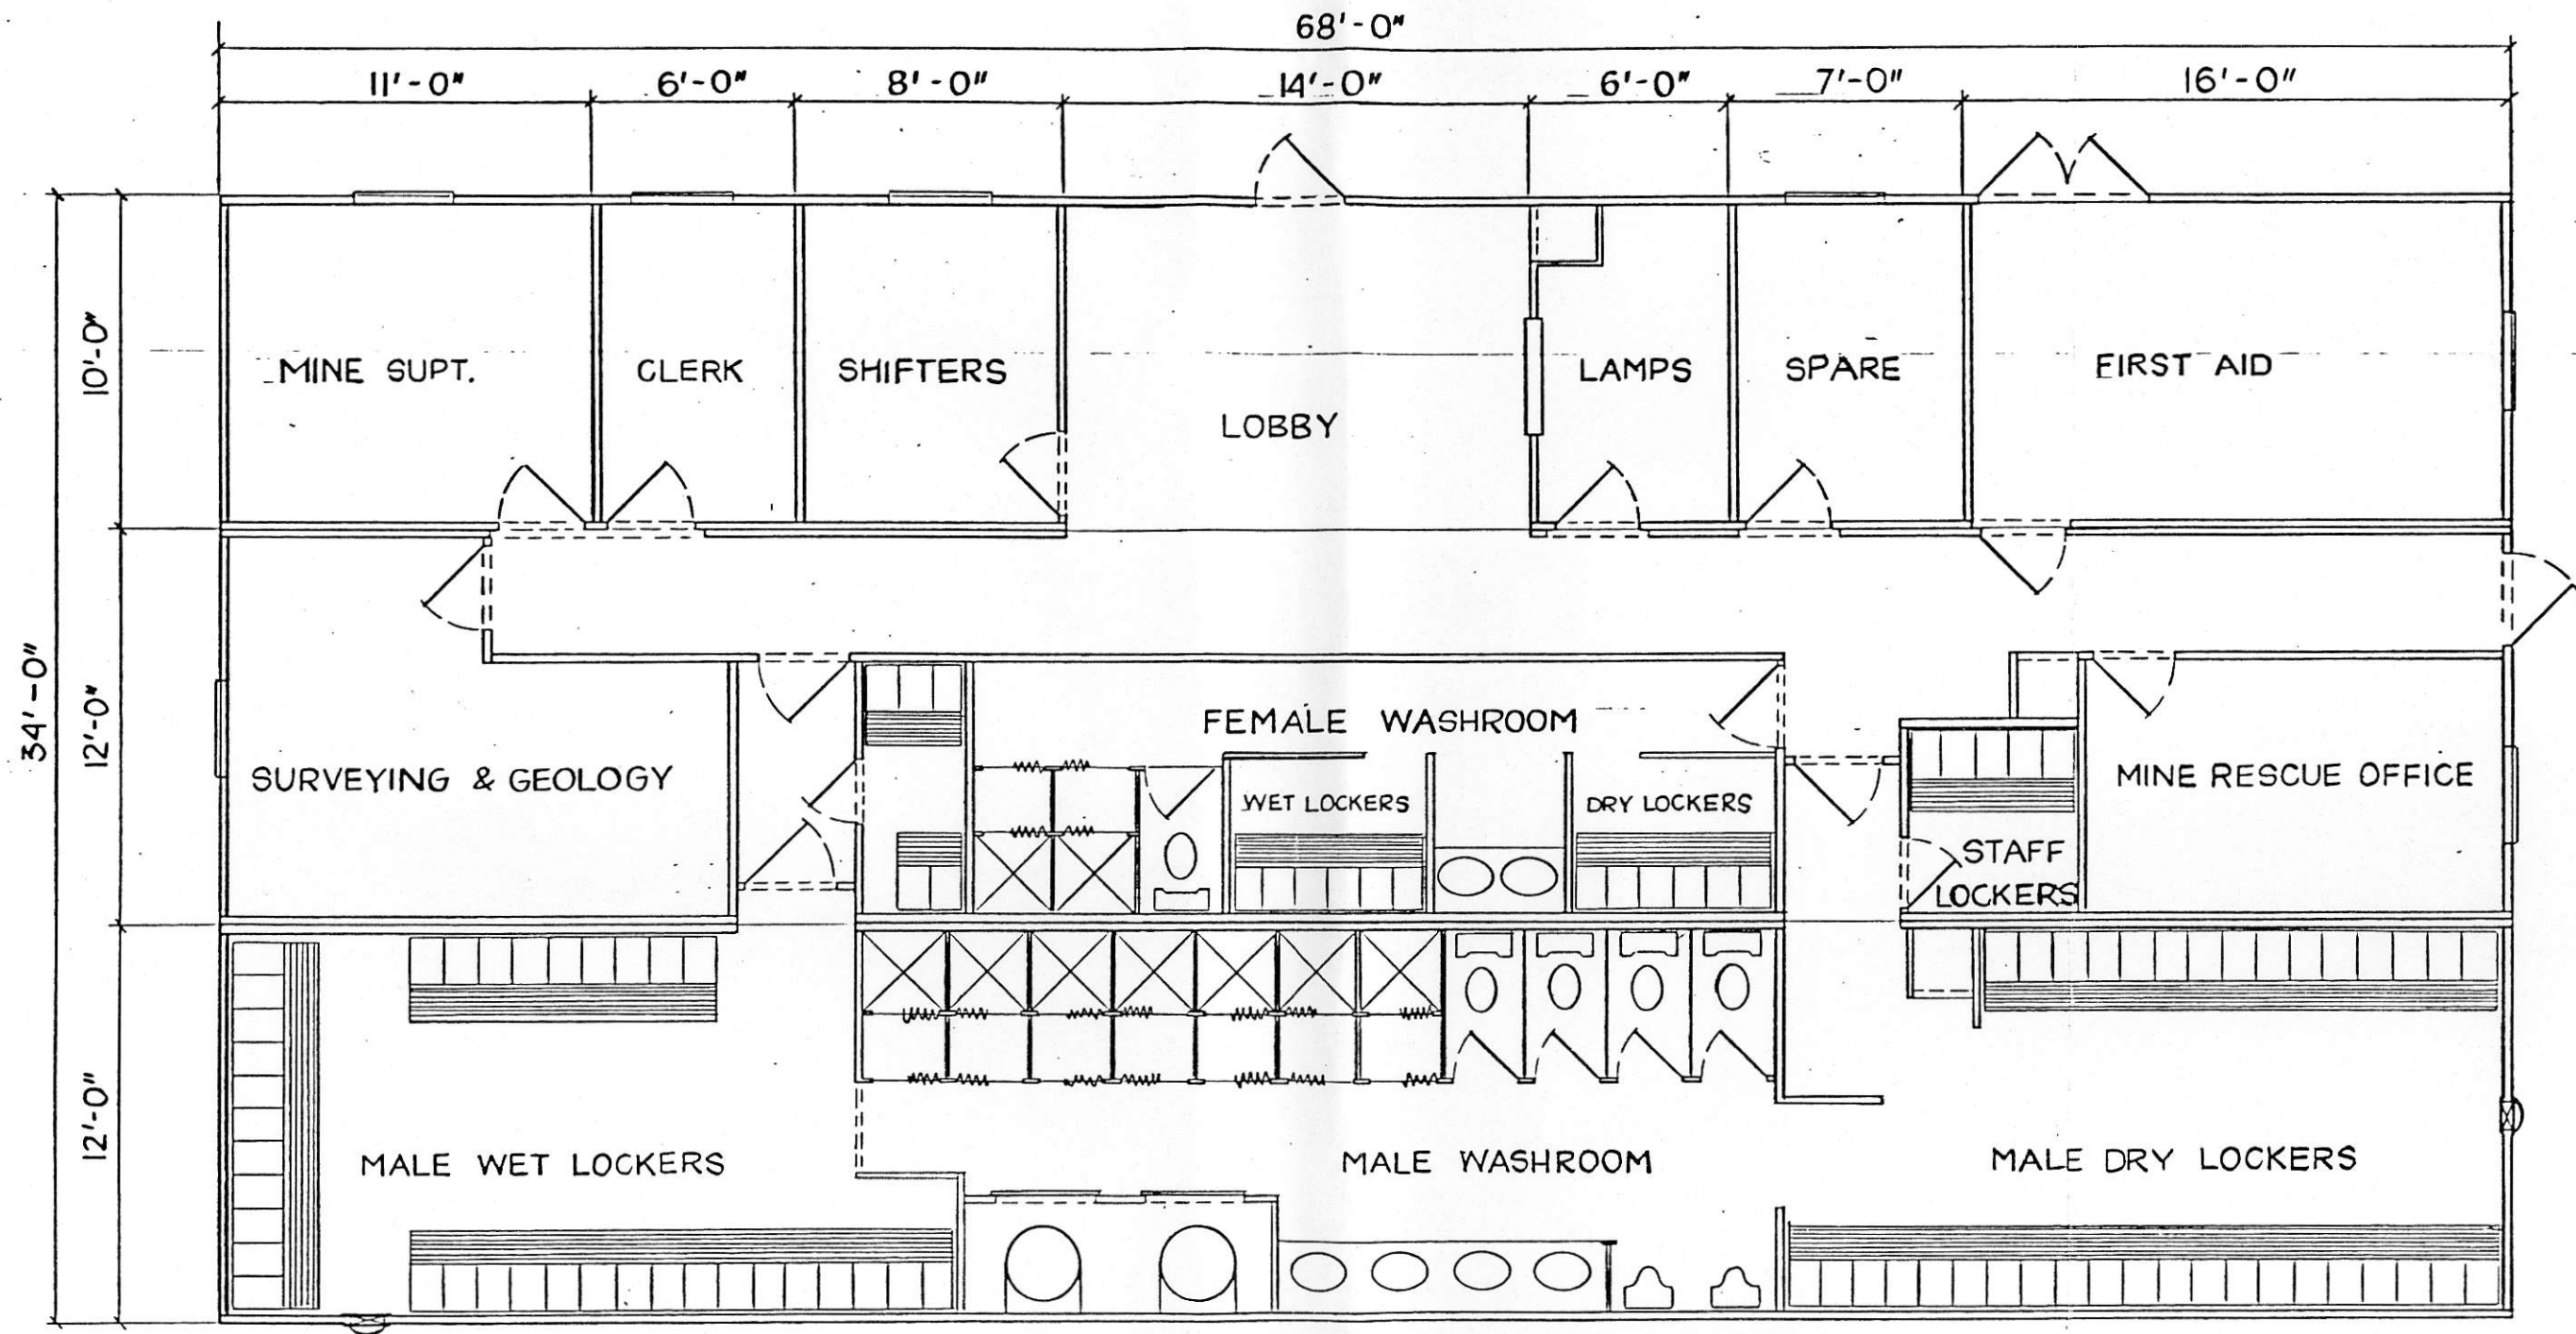 68'-0"
11'-0"
6'-0"
8'-0"
14'-0"
6'-0"
7'-0"
16'-0"
34'-0"
10'-0"
12'-0"
12'-0"
MINE SUPT.
CLERK
SHIFTERS
LOBBY
LAMPS
SPARE
FIRST AID
SURVEYING & GEOLOGY
FEMALE WASHROOM
WET LOCKERS
DRY LOCKERS
STAFF
LOCKERS
MINE RESCUE OFFICE
MALE WET LOCKERS
MALE WASHROOM
MALE DRY LOCKERS